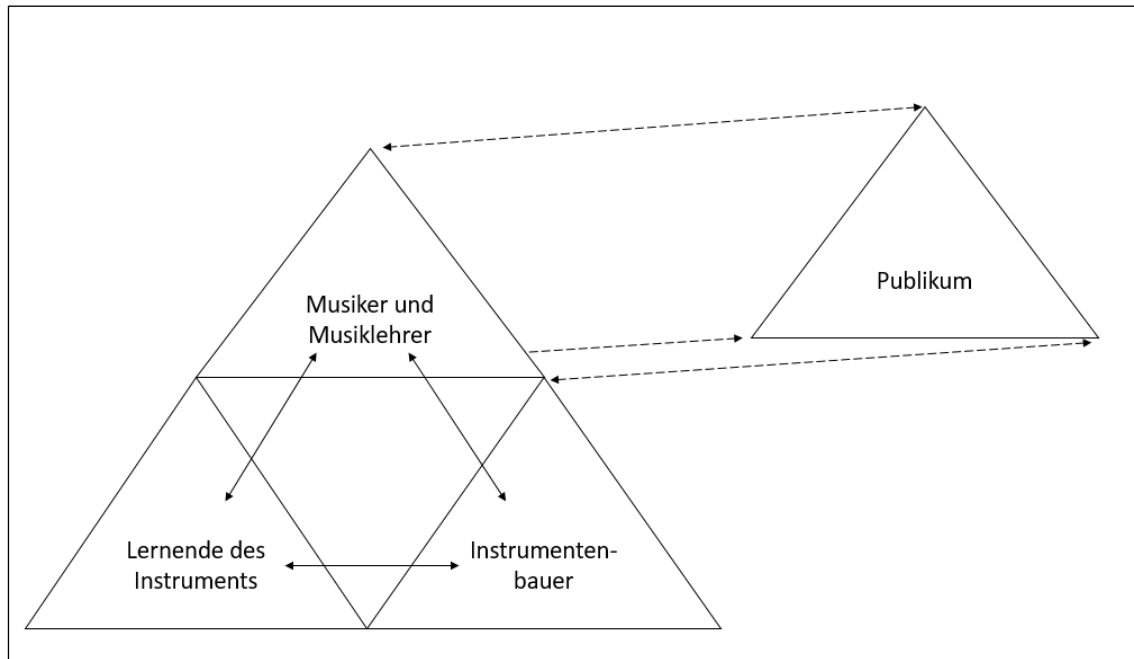 Publikum
Musiker und
Musiklehrer
Lernende des
Instruments
Instrumenten-
bauer